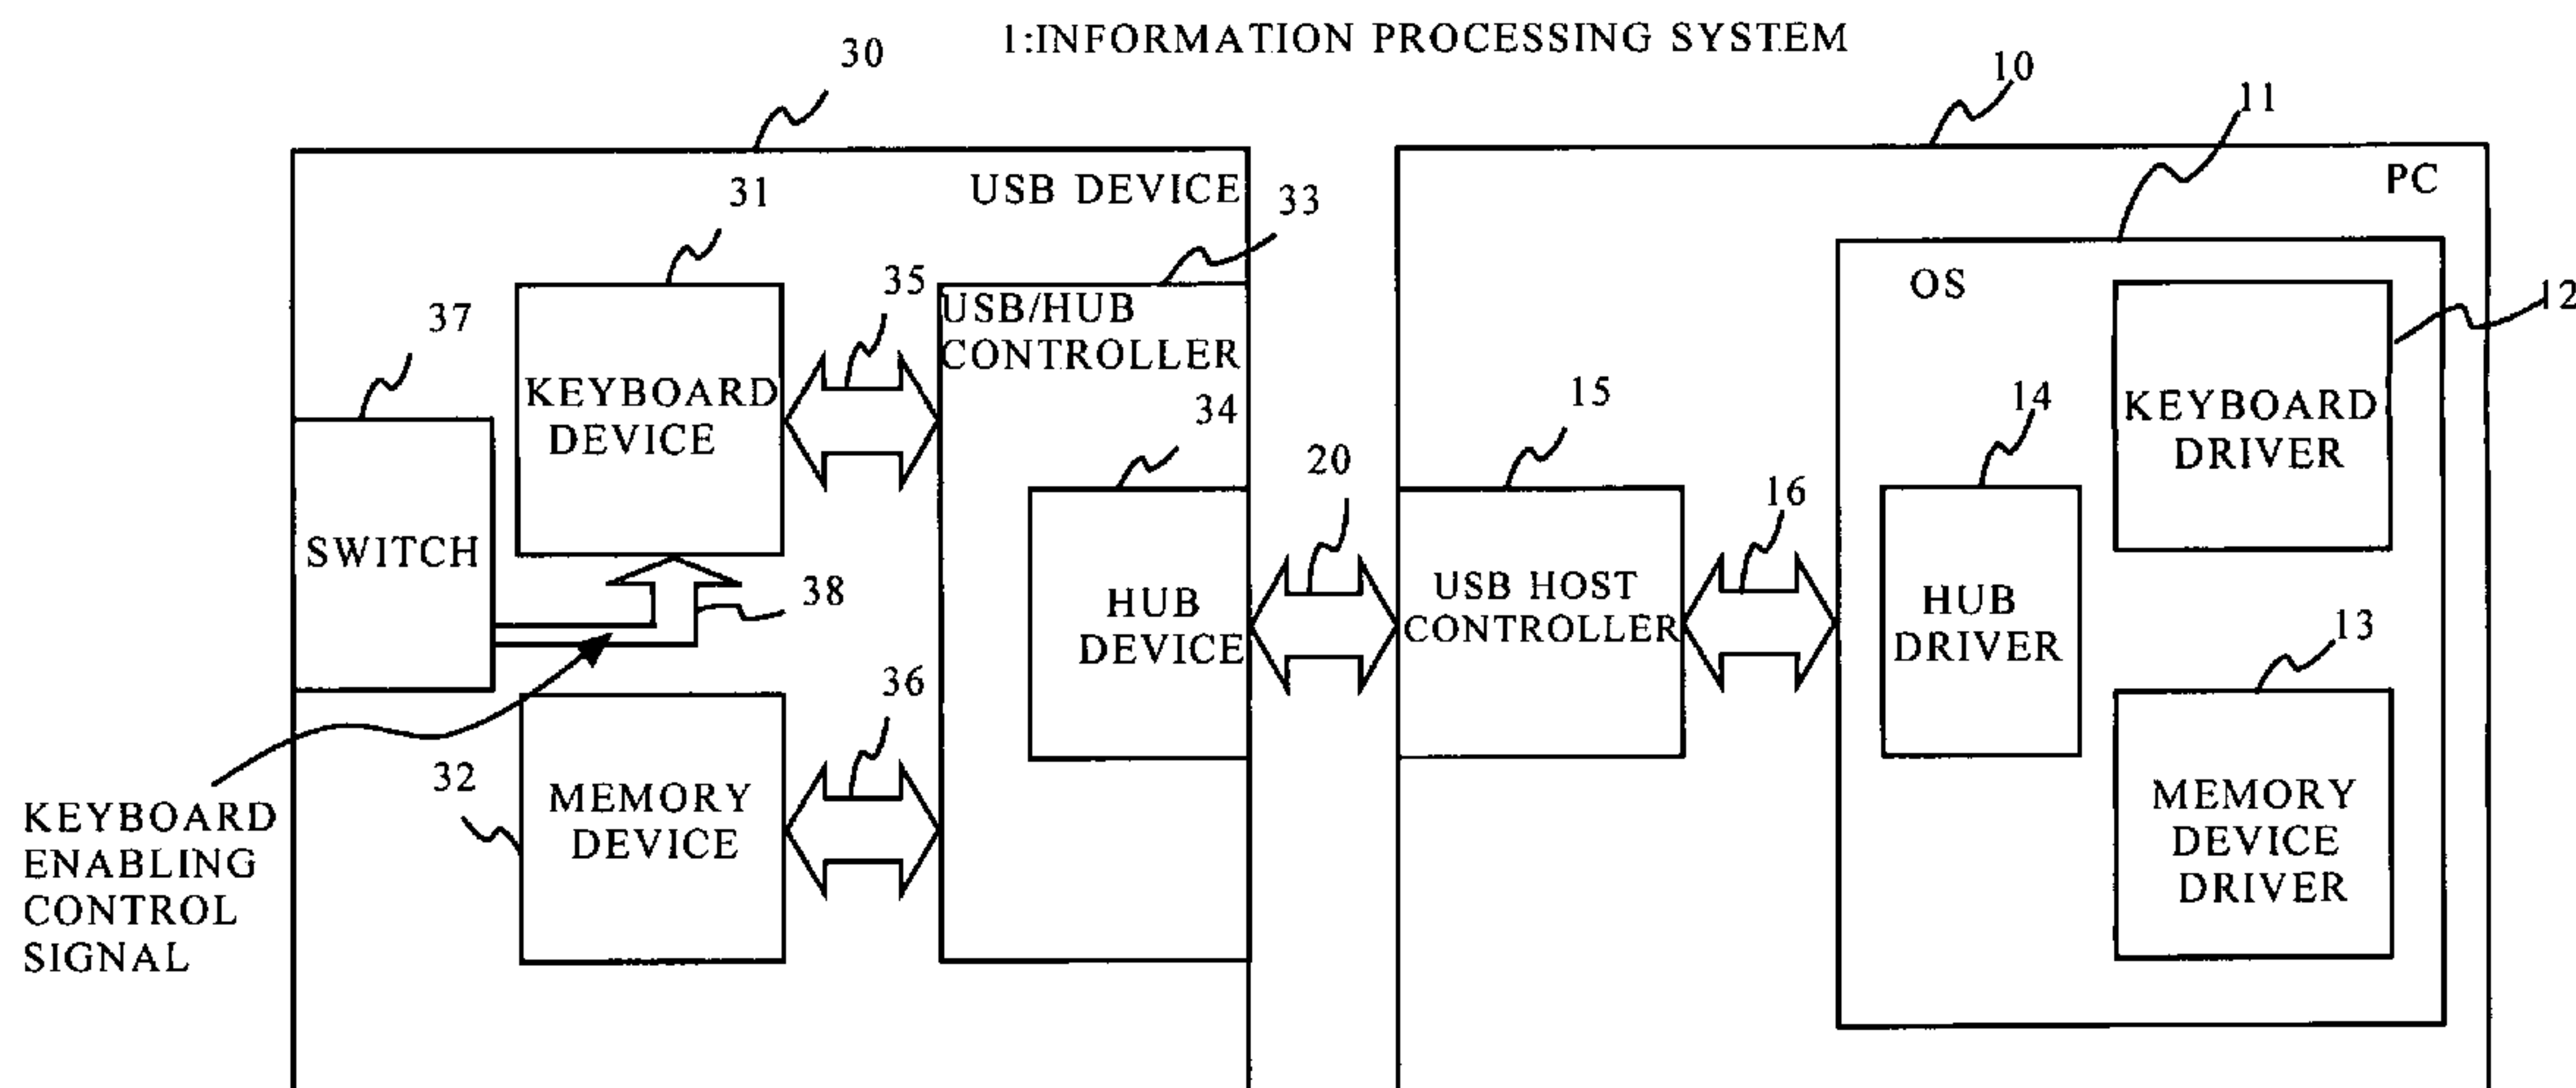 1:INFORMATION PROCESSING SYSTEM
30
10
11
USB DEVICE
PC
31
33
35
USB/HUB
CONTROLLER
OS
12
37
KEYBOARD
DEVICE
34
15
14
KEYBOARD
DRIVER
20
16
SWITCH
38
HUB
DEVICE
USB HOST
CONTROLLER
HUB
DRIVER
13
36
32
MEMORY
DEVICE
MEMORY
DEVICE
DRIVER
KEYBOARD
ENABLING
CONTROL
SIGNAL